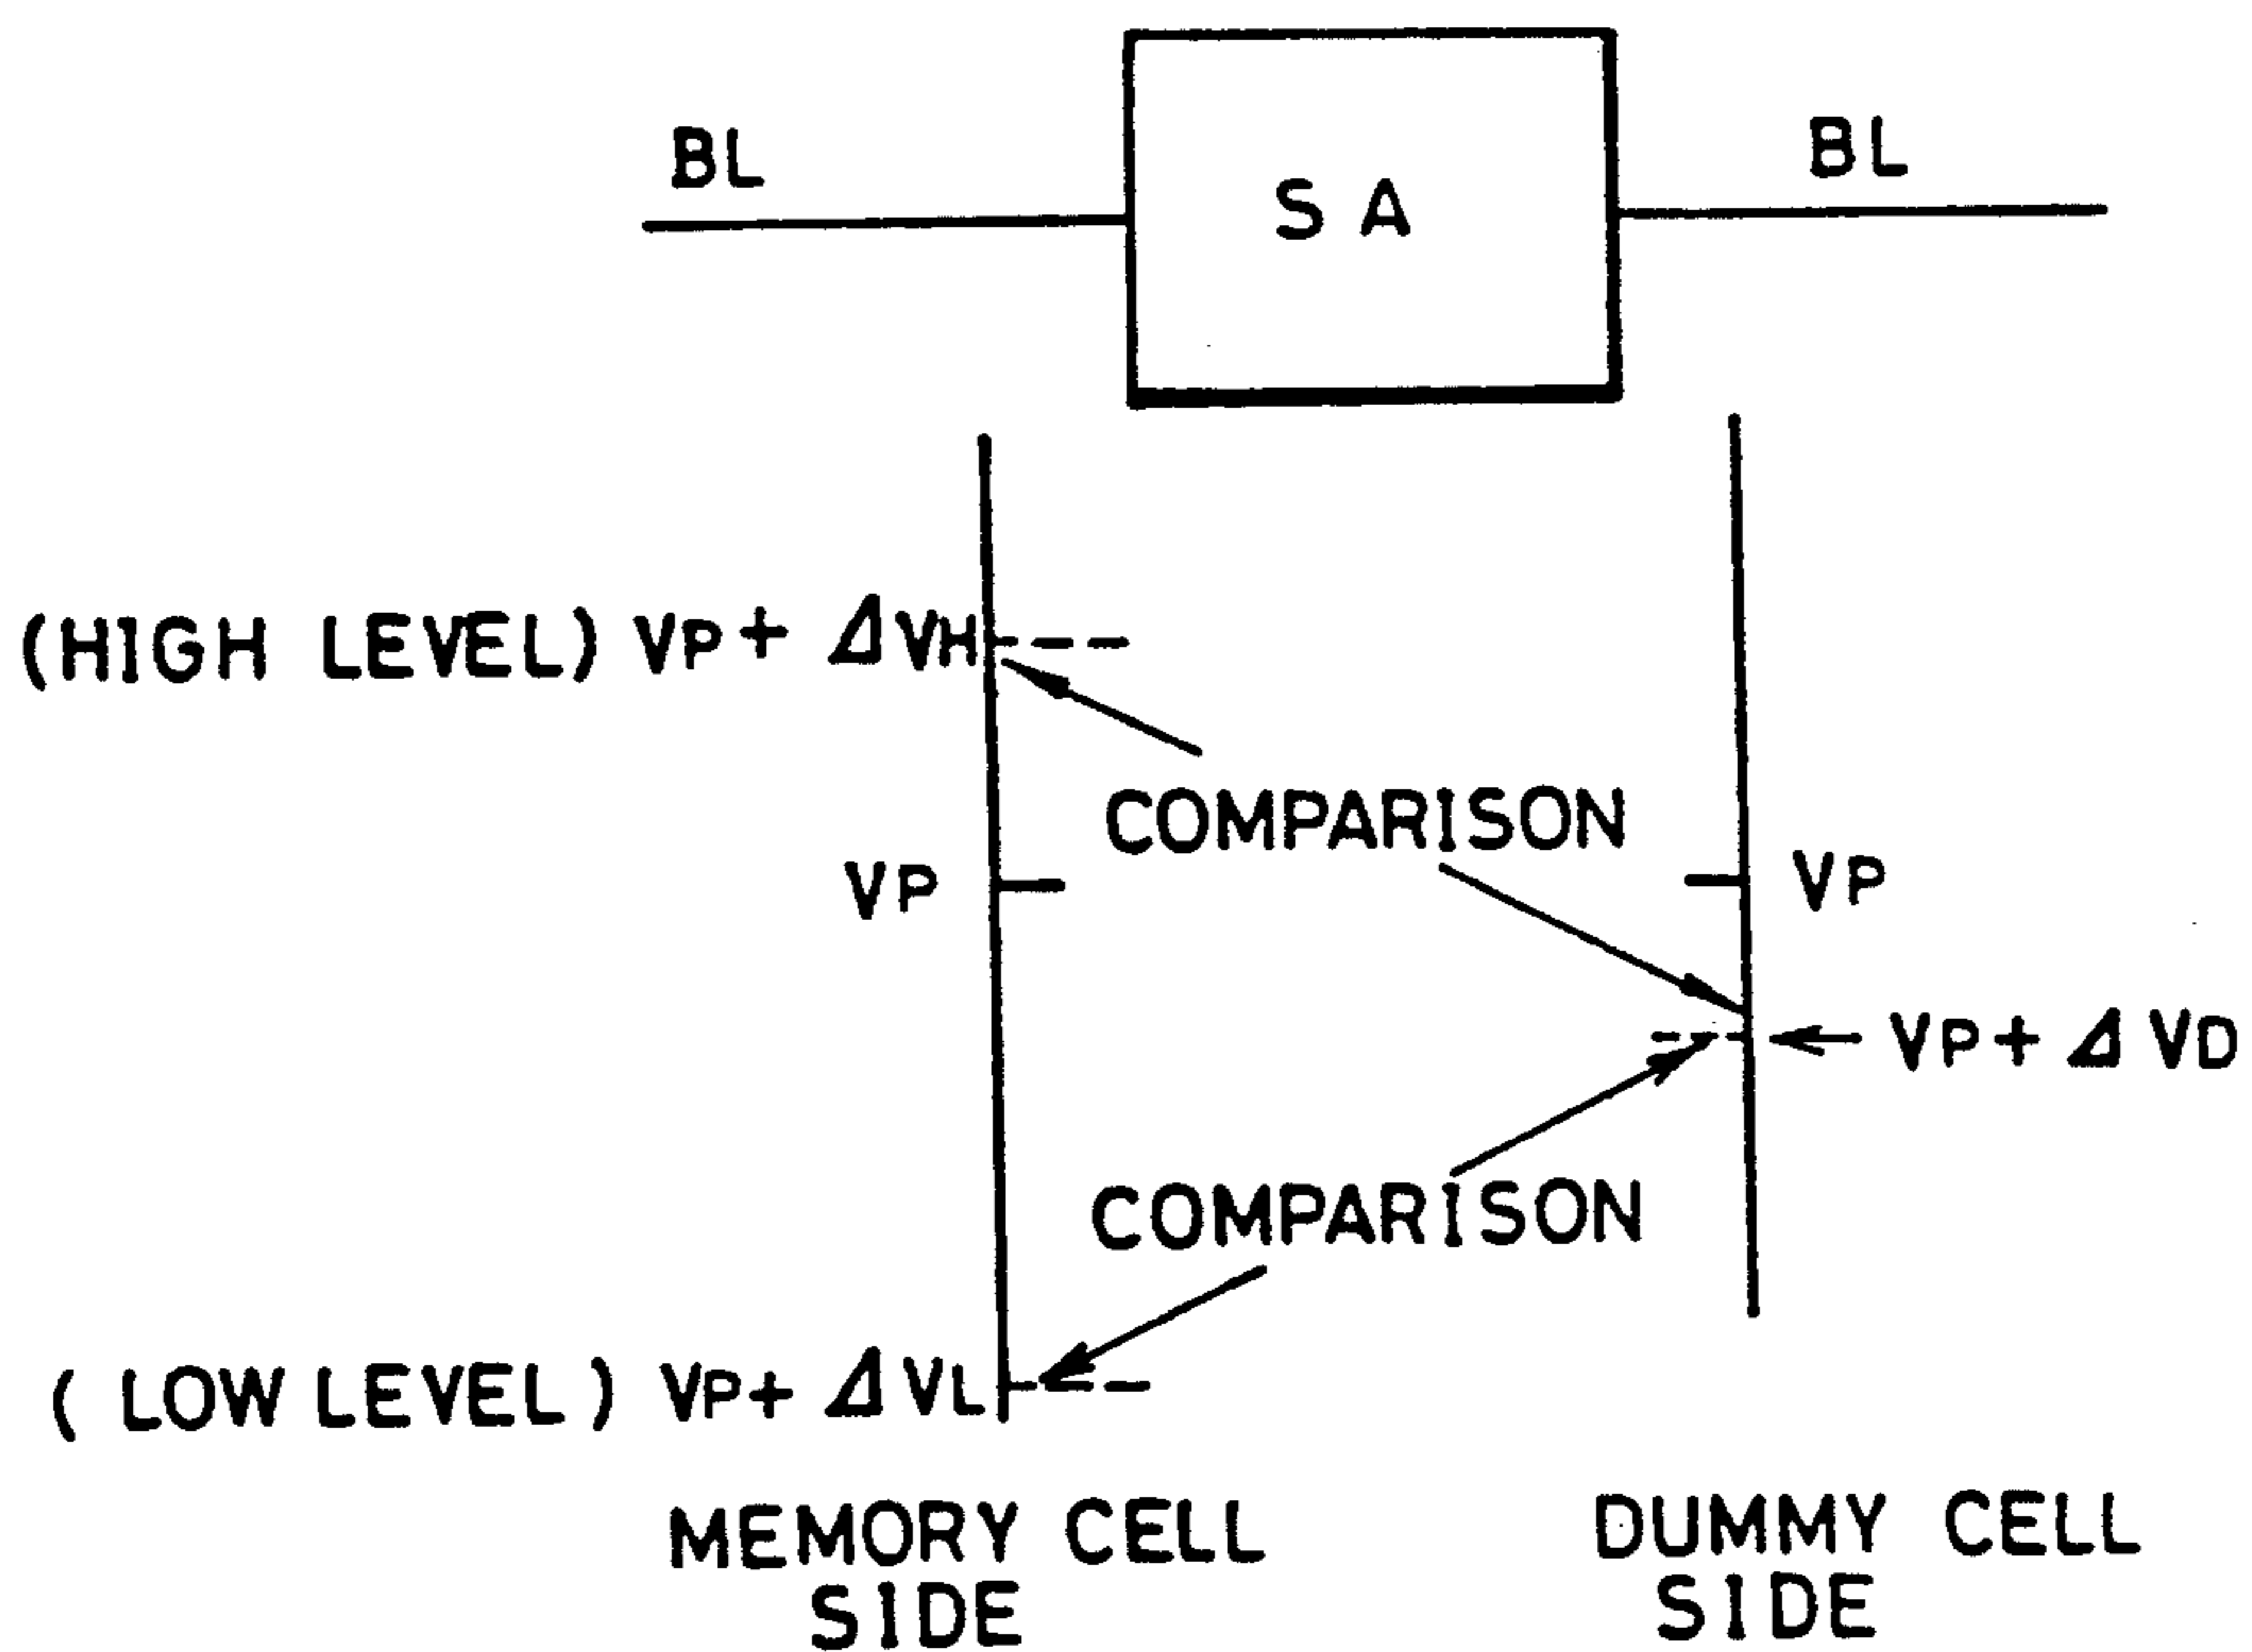 BL
SA
BL
(HIGH LEVEL) VP + ΔVH
COMPARISON
VP
VP
VP + ΔVD
COMPARISON
(LOW LEVEL) VP + ΔVL
MEMORY CELL
SIDE
DUMMY CELL
SIDE